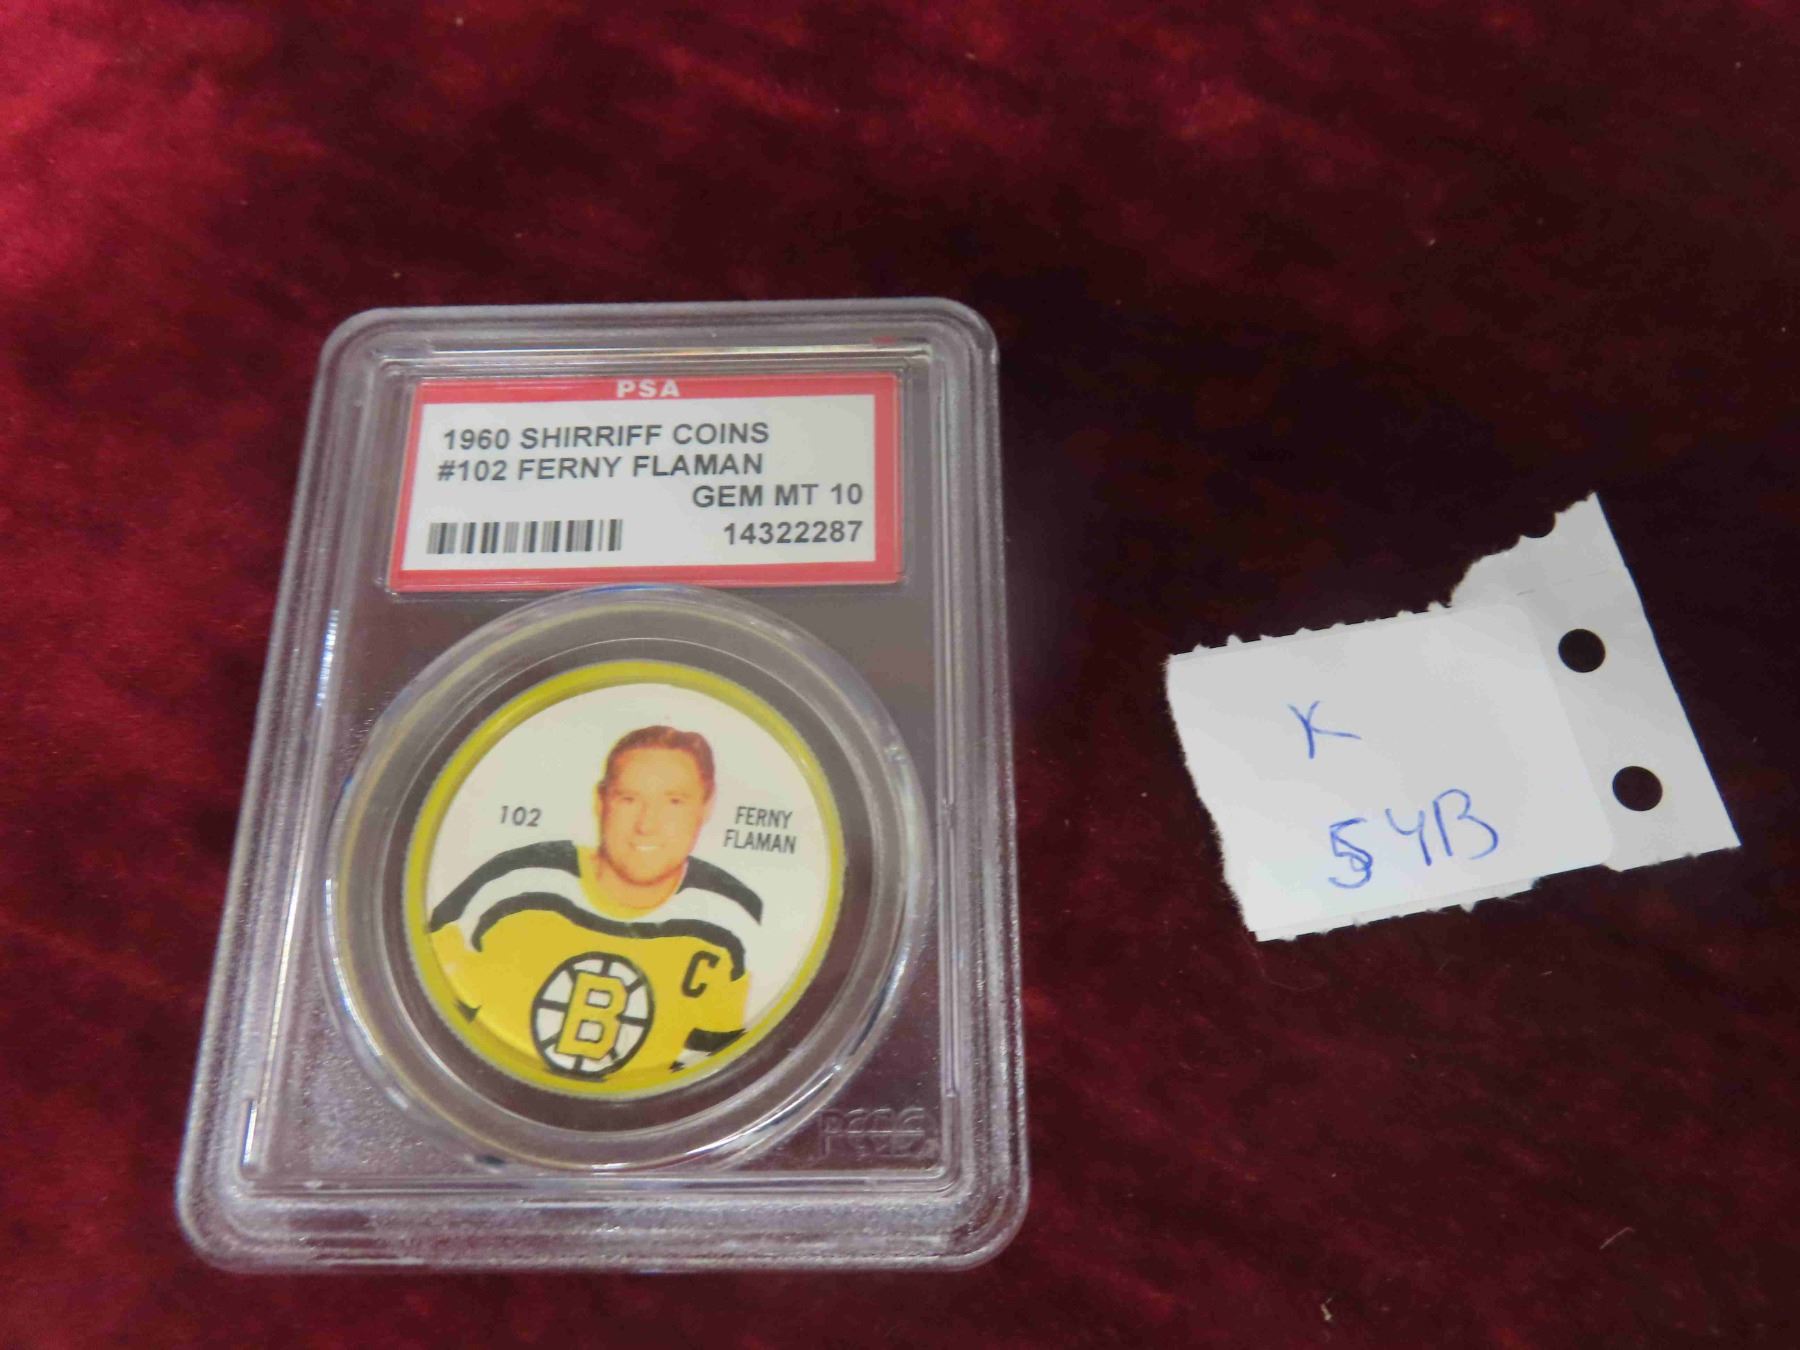 PSA
1960 SHIRRIFF COINS
#102 FERNY FLAMAN
GEM MT 10
14322287
102
FERNY
FLAMAN
C
B
K
54B